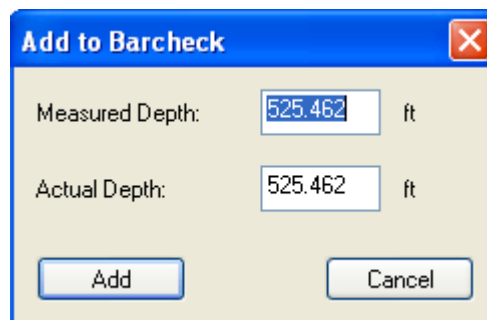 Add to Barcheck
Measured Depth: 525.462 ft
Actual Depth: 525.462 ft
Add Cancel